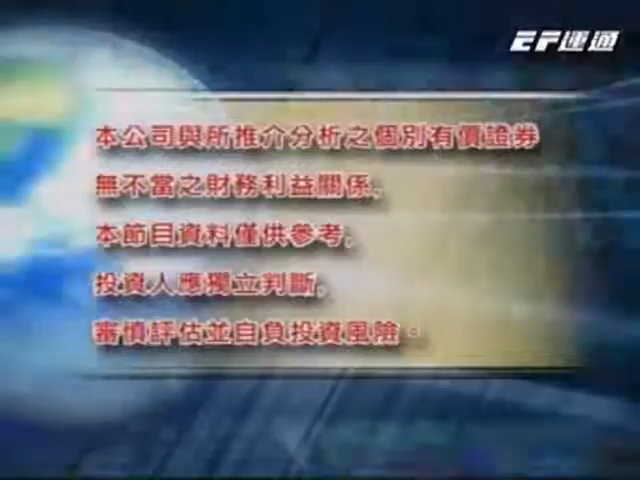 EF運通
本公司與所推介分析之個別有價證券
無不當之財務利益關係,
本節目資料僅供參考,
投資人應獨立判斷,
審慎評估並自負投資風險。